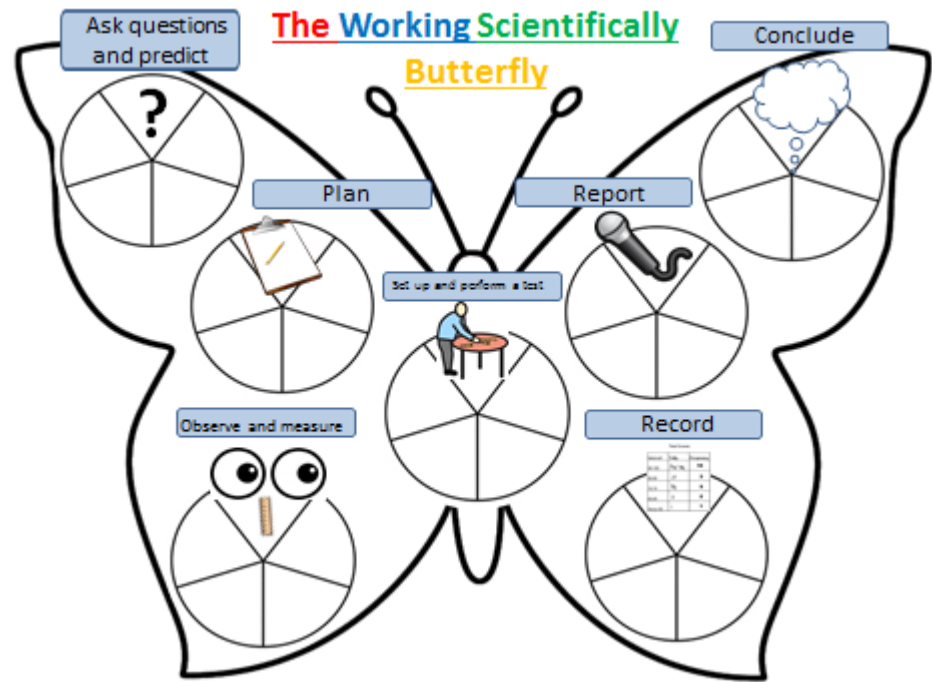 The Working Scientifically
Butterfly
Ask questions
and predict
Conclude
Plan
Report
Set up and perform a test
Observe and measure
Record
?